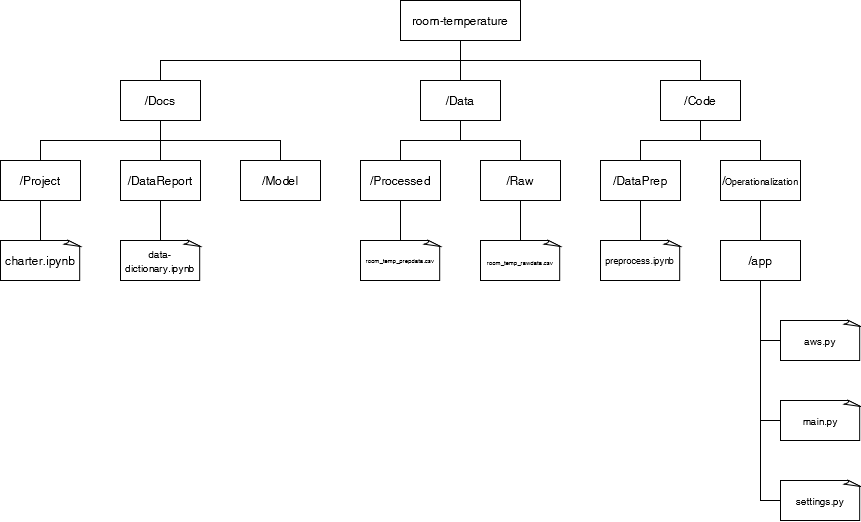 room-temperature
/Docs
/Data
/Code
/Project
/DataReport
/Model
/Processed
/Raw
/DataPrep
/Operationalization
charter.ipynb
data-
dictionary.ipynb
room_temp_prepdata.csv
room_temp_rawdata.csv
preprocess.ipynb
/app
aws.py
main.py
settings.py